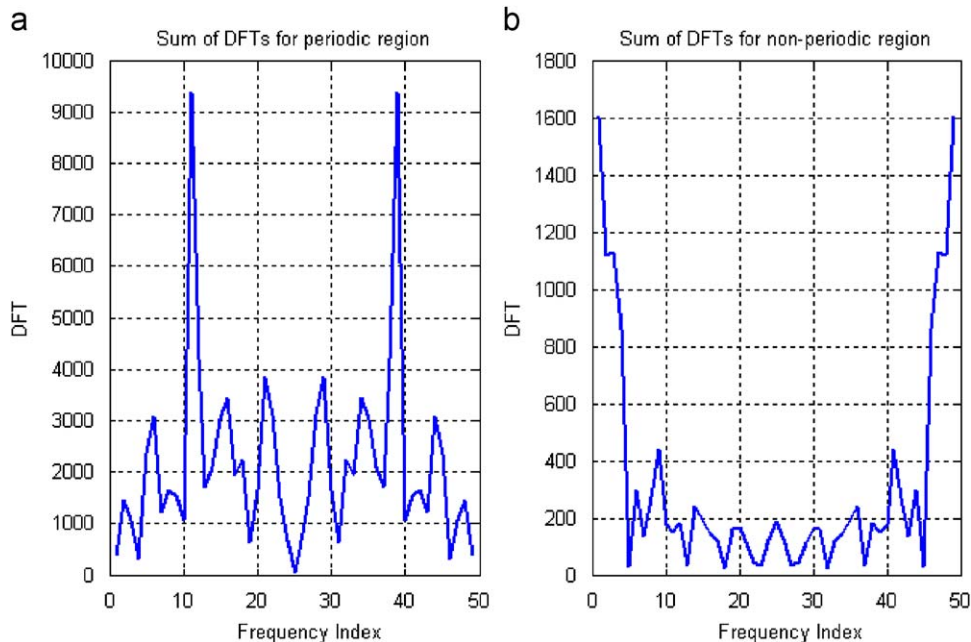 a
Sum of DFTs for periodic region
10000
9000
8000
7000
6000
5000
4000
3000
2000
1000
0
DFT
0 10 20 30 40 50
Frequency Index
b
Sum of DFTs for non-periodic region
1800
1600
1400
1200
1000
800
600
400
200
0
DFT
0 10 20 30 40 50
Frequency Index